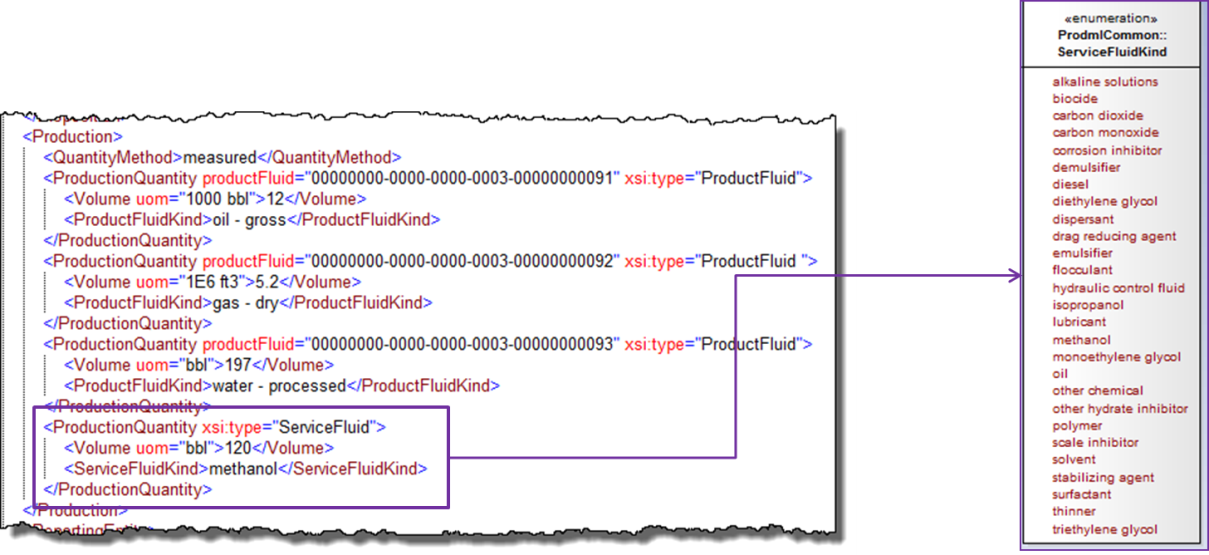 <Production>
<QuantityMethod>measured</QuantityMethod>
<ProductionQuantity productFluid="00000000-0000-0000-0003-00000000091" xsi:type="ProductFluid">
<Volume uom="1000 bbl">12</Volume>
<ProductFluidKind>oil - gross</ProductFluidKind>
</ProductionQuantity>
<ProductionQuantity productFluid="00000000-0000-0000-0003-00000000092" xsi:type="ProductFluid ">
<Volume uom="1E6 ft3">5.2</Volume>
<ProductFluidKind>gas - dry</ProductFluidKind>
</ProductionQuantity>
<ProductionQuantity productFluid="00000000-0000-0000-0003-00000000093" xsi:type="ProductFluid">
<Volume uom="bbl">197</Volume>
<ProductFluidKind>water - processed</ProductFluidKind>
</ProductionQuantity>
<ProductionQuantity xsi:type="ServiceFluid">
<Volume uom="bbl">120</Volume>
<ServiceFluidKind>methanol</ServiceFluidKind>
</ProductionQuantity>
</Production>
«enumeration»
ProdmlCommon::
ServiceFluidKind
alkaline solutions
biocide
carbon dioxide
carbon monoxide
corrosion inhibitor
demulsifier
diesel
diethylene glycol
dispersant
drag reducing agent
emulsifier
flocculant
hydraulic control fluid
isopropanol
lubricant
methanol
monoethylene glycol
oil
other chemical
other hydrate inhibitor
polymer
scale inhibitor
solvent
stabilizing agent
surfactant
thinner
triethylene glycol